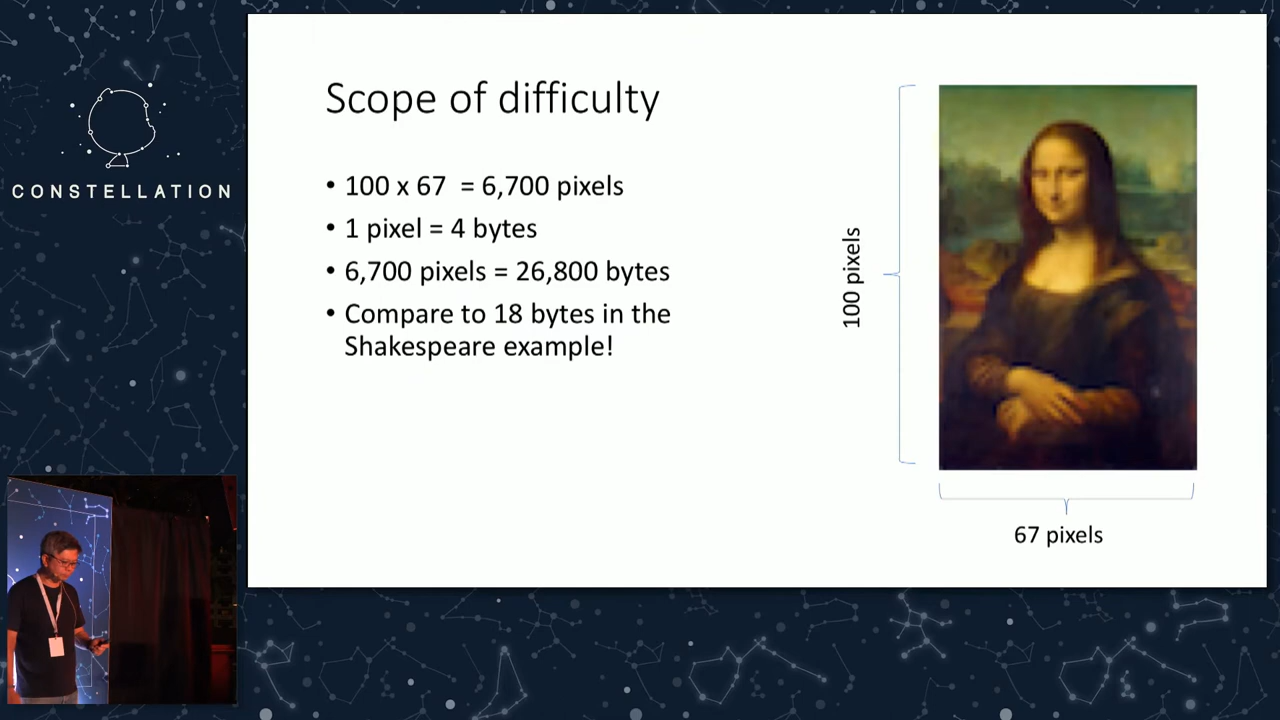 CONSTELLATION
Scope of difficulty
• 100 x 67 = 6,700 pixels
• 1 pixel = 4 bytes
• 6,700 pixels = 26,800 bytes
• Compare to 18 bytes in the
Shakespeare example!
100 pixels
67 pixels